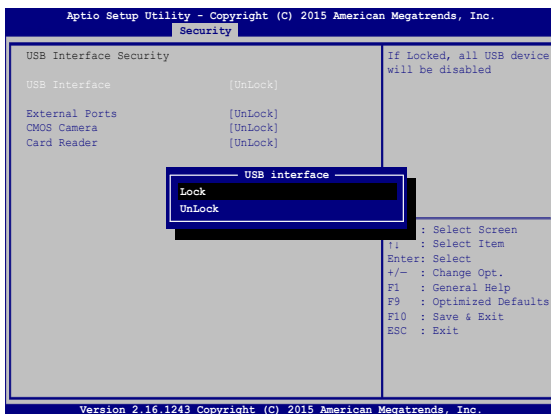 Aptio Setup Utility - Copyright (C) 2015 American Megatrends, Inc.
Security
USB Interface Security
USB Interface [UnLock]
External Ports [UnLock]
CMOS Camera [UnLock]
Card Reader [UnLock]
If Locked, all USB device
will be disabled
USB interface
Lock
UnLock
: Select Screen
↑↓ : Select Item
Enter: Select
+/— : Change Opt.
F1 : General Help
F9 : Optimized Defaults
F10 : Save & Exit
ESC : Exit
Version 2.16.1243 Copyright (C) 2015 American Megatrends, Inc.